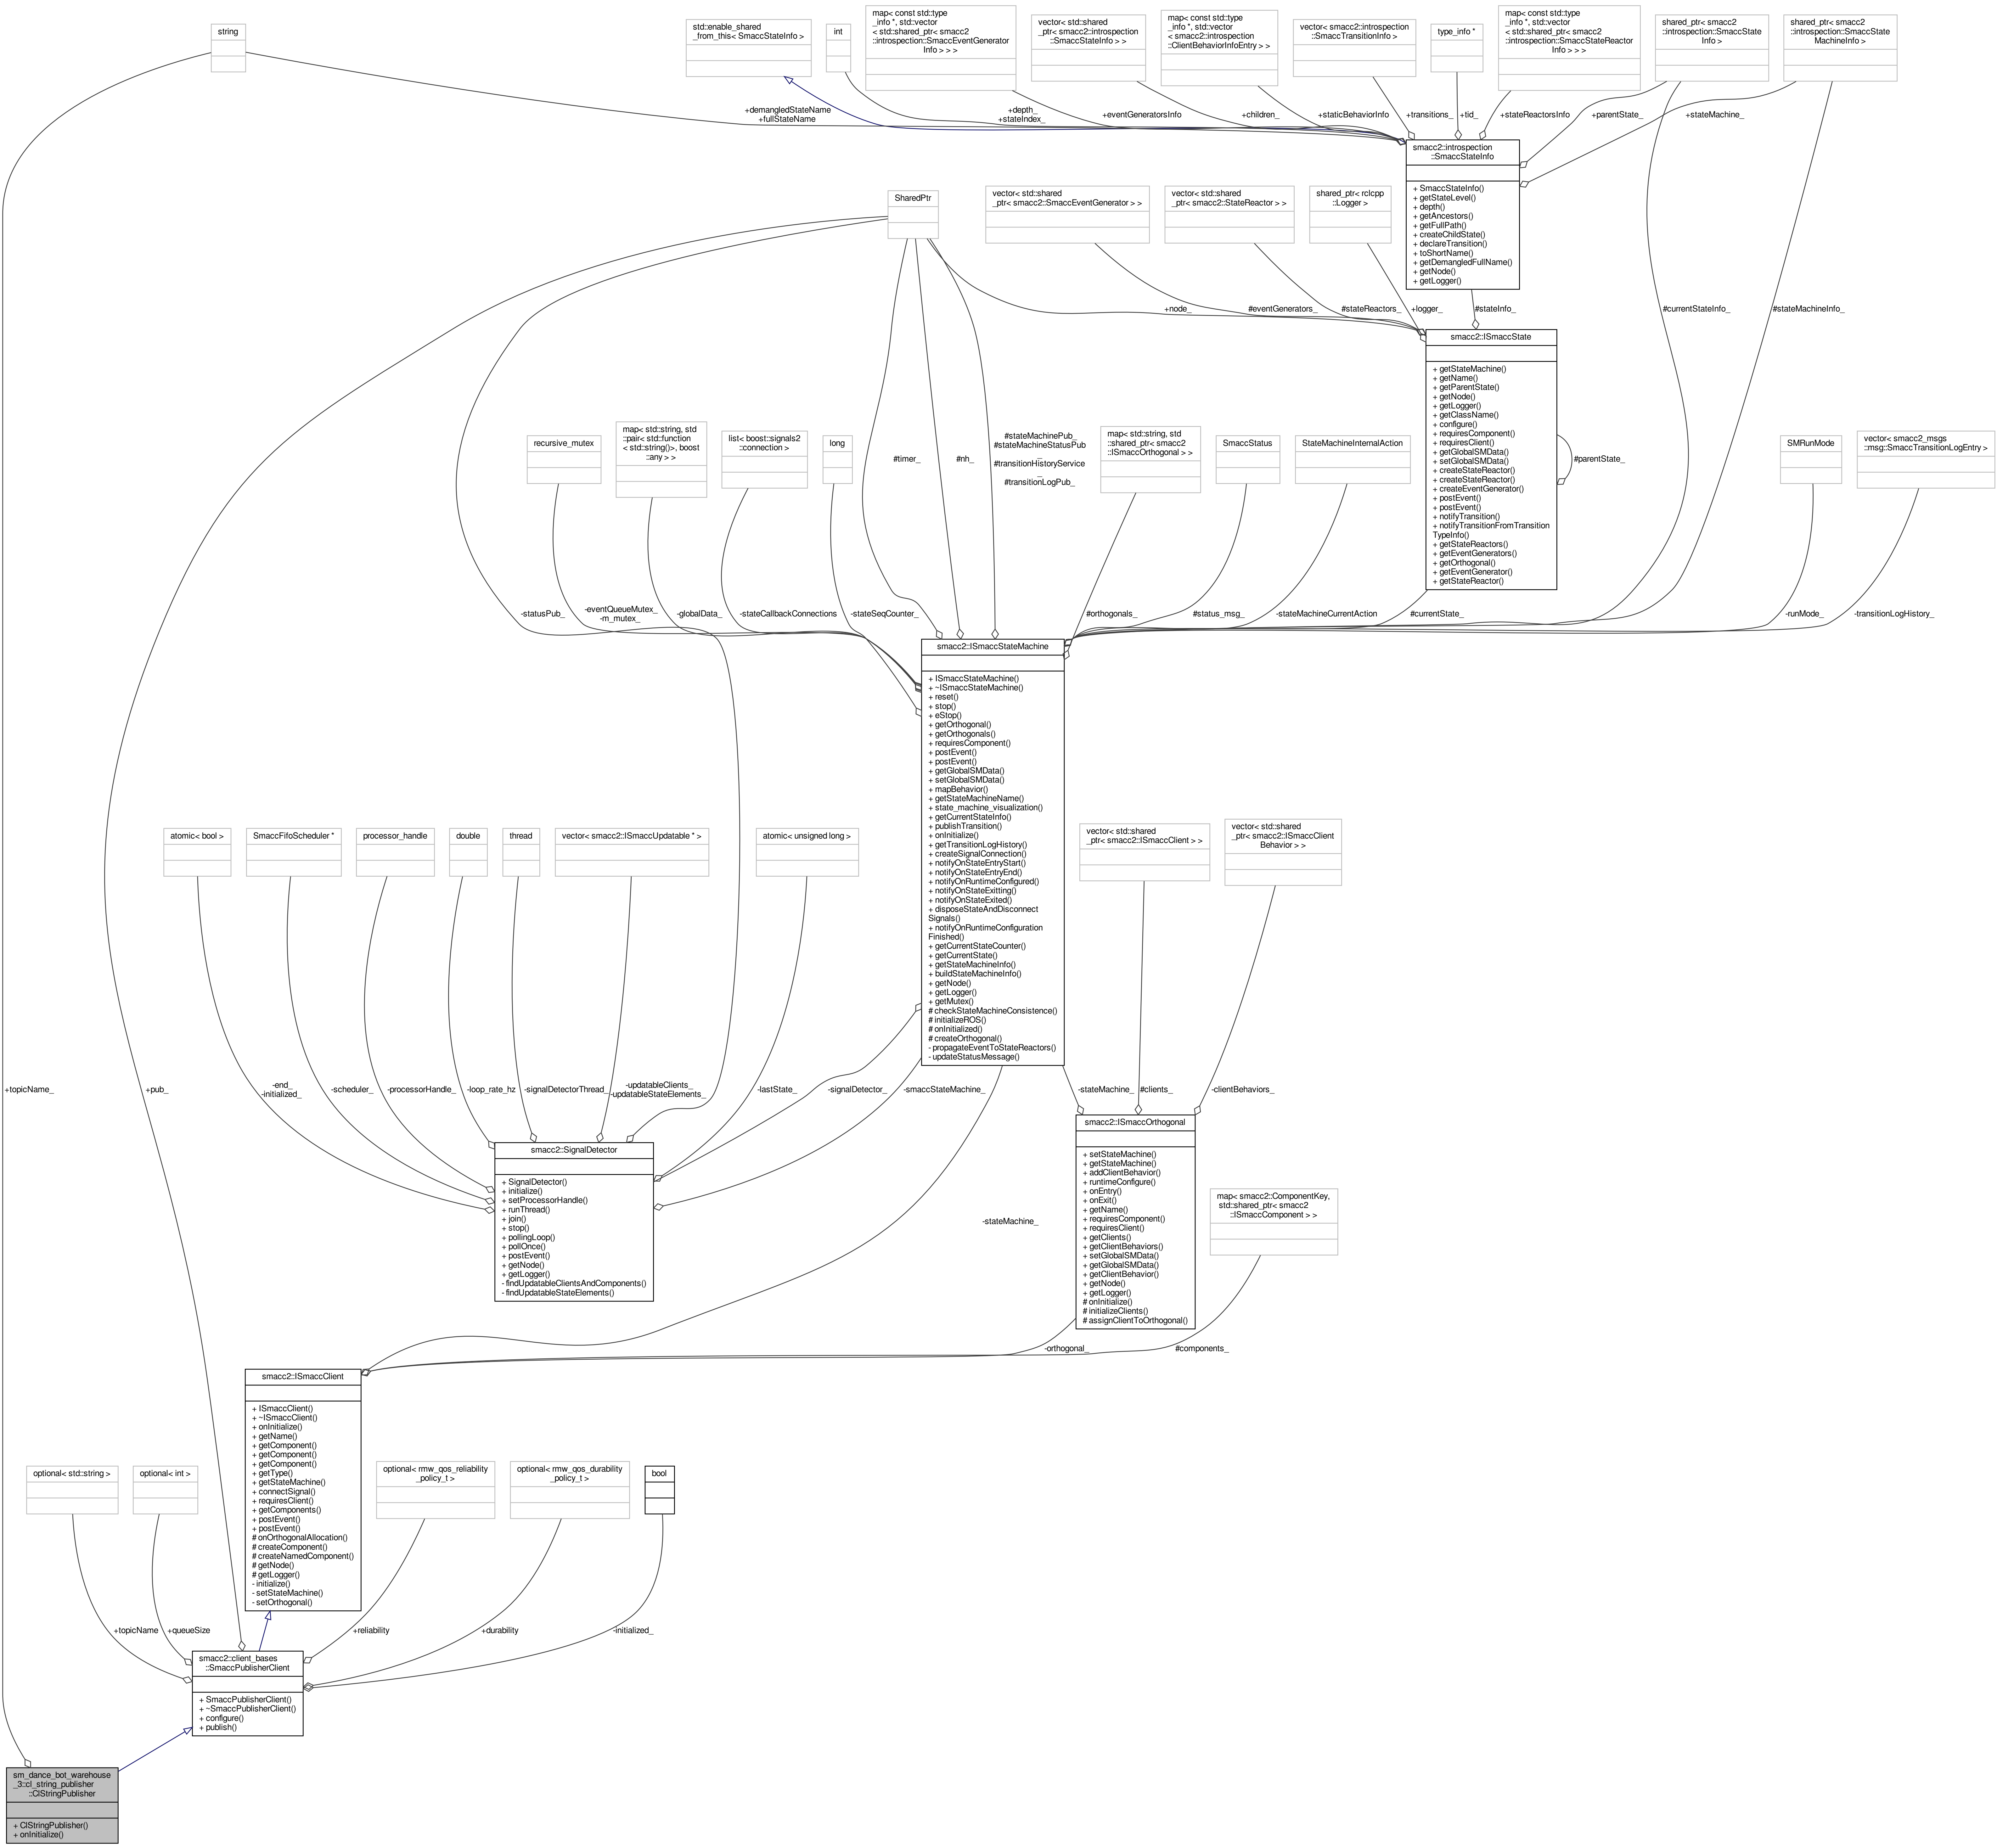 string
std::enable_shared
_from_this< SmaccStateInfo >
int
map< const std::type
_info *, std::vector
< std::shared_ptr< smacc2
::introspection::SmaccEventGenerator
Info > > >
vector< std::shared
_ptr< smacc2::introspection
::SmaccStateInfo > >
map< const std::type
_info *, std::vector
< smacc2::introspection
::ClientBehaviorInfoEntry > >
vector< smacc2::introspection
::SmaccTransitionInfo >
type_info *
map< const std::type
_info *, std::vector
< std::shared_ptr< smacc2
::introspection::SmaccStateReactor
Info > > >
shared_ptr< smacc2
::introspection::SmaccState
Info >
shared_ptr< smacc2
::introspection::SmaccState
MachineInfo >
+demangledStateName
+fullStateName
+depth_
+stateIndex_
+eventGeneratorsInfo
+children_
+staticBehaviorInfo
+transitions_
+tid_
+stateReactorsInfo
+parentState_
+stateMachine_
smacc2::introspection
::SmaccStateInfo
+ SmaccStateInfo()
+ getStateLevel()
+ depth()
+ getAncestors()
+ getFullPath()
+ createChildState()
+ declareTransition()
+ toShortName()
+ getDemangledFullName()
+ getNode()
+ getLogger()
SharedPtr
vector< std::shared
_ptr< smacc2::SmaccEventGenerator > >
vector< std::shared
_ptr< smacc2::StateReactor > >
shared_ptr< rclcpp
::Logger >
+node_
#eventGenerators_
#stateReactors_
+logger_
#stateInfo_
#currentStateInfo_
#stateMachineInfo_
smacc2::ISmaccState
+ getStateMachine()
+ getName()
+ getParentState()
+ getNode()
+ getLogger()
+ getClassName()
+ configure()
+ requiresComponent()
+ requiresClient()
+ getGlobalSMData()
+ setGlobalSMData()
+ createStateReactor()
+ createStateReactor()
+ createEventGenerator()
+ postEvent()
+ postEvent()
+ notifyTransition()
+ notifyTransitionFromTransition
TypeInfo()
+ getStateReactors()
+ getEventGenerators()
+ getOrthogonal()
+ getEventGenerator()
+ getStateReactor()
#parentState_
recursive_mutex
map< std::string, std
::pair< std::function
< std::string()>, boost
::any > >
list< boost::signals2
::connection >
long
#timer_
#nh_
#stateMachinePub_
#stateMachineStatusPub
_
#transitionHistoryService
_
#transitionLogPub_
map< std::string, std
::shared_ptr< smacc2
::ISmaccOrthogonal > >
SmaccStatus
StateMachineInternalAction
SMRunMode
vector< smacc2_msgs
::msg::SmaccTransitionLogEntry >
-statusPub_
-eventQueueMutex_
-m_mutex_
-globalData_
-stateCallbackConnections
-stateSeqCounter_
#orthogonals_
#status_msg_
-stateMachineCurrentAction
#currentState_
-runMode_
-transitionLogHistory_
smacc2::ISmaccStateMachine
+ ISmaccStateMachine()
+ ~ISmaccStateMachine()
+ reset()
+ stop()
+ eStop()
+ getOrthogonal()
+ getOrthogonals()
+ requiresComponent()
+ postEvent()
+ postEvent()
+ getGlobalSMData()
+ setGlobalSMData()
+ mapBehavior()
+ getStateMachineName()
+ state_machine_visualization()
+ getCurrentStateInfo()
+ publishTransition()
+ onInitialize()
+ getTransitionLogHistory()
+ createSignalConnection()
+ notifyOnStateEntryStart()
+ notifyOnStateEntryEnd()
+ notifyOnRuntimeConfigured()
+ notifyOnStateExitting()
+ notifyOnStateExited()
+ disposeStateAndDisconnect
Signals()
+ notifyOnRuntimeConfiguration
Finished()
+ getCurrentStateCounter()
+ getCurrentState()
+ getStateMachineInfo()
+ buildStateMachineInfo()
+ getNode()
+ getLogger()
+ getMutex()
# checkStateMachineConsistence()
# initializeROS()
# onInitialized()
# createOrthogonal()
- propagateEventToStateReactors()
- updateStatusMessage()
atomic< bool >
SmaccFifoScheduler *
processor_handle
double
thread
vector< smacc2::ISmaccUpdatable * >
atomic< unsigned long >
vector< std::shared
_ptr< smacc2::ISmaccClient > >
vector< std::shared
_ptr< smacc2::ISmaccClient
Behavior > >
+topicName_
+pub_
-end_
-initialized_
-scheduler_
-processorHandle_
-loop_rate_hz
-signalDetectorThread_
-updatableClients_
-updatableStateElements_
-lastState_
-signalDetector_
-smaccStateMachine_
-stateMachine_
#clients_
-clientBehaviors_
smacc2::SignalDetector
+ SignalDetector()
+ initialize()
+ setProcessorHandle()
+ runThread()
+ join()
+ stop()
+ pollingLoop()
+ pollOnce()
+ postEvent()
+ getNode()
+ getLogger()
- findUpdatableClientsAndComponents()
- findUpdatableStateElements()
smacc2::ISmaccOrthogonal
+ setStateMachine()
+ getStateMachine()
+ addClientBehavior()
+ runtimeConfigure()
+ onEntry()
+ onExit()
+ getName()
+ requiresComponent()
+ requiresClient()
+ getClients()
+ getClientBehaviors()
+ setGlobalSMData()
+ getGlobalSMData()
+ getClientBehavior()
+ getNode()
+ getLogger()
# onInitialize()
# initializeClients()
# assignClientToOrthogonal()
map< smacc2::ComponentKey,
std::shared_ptr< smacc2
::ISmaccComponent > >
-stateMachine_
-orthogonal_
#components_
smacc2::ISmaccClient
+ ISmaccClient()
+ ~ISmaccClient()
+ onInitialize()
+ getName()
+ getComponent()
+ getComponent()
+ getComponent()
+ getType()
+ getStateMachine()
+ connectSignal()
+ requiresClient()
+ getComponents()
+ postEvent()
+ postEvent()
# onOrthogonalAllocation()
# createComponent()
# createNamedComponent()
# getNode()
# getLogger()
- initialize()
- setStateMachine()
- setOrthogonal()
optional< std::string >
optional< int >
optional< rmw_qos_reliability
_policy_t >
optional< rmw_qos_durability
_policy_t >
bool
+topicName
+queueSize
+reliability
+durability
-initialized_
smacc2::client_bases
::SmaccPublisherClient
+ SmaccPublisherClient()
+ ~SmaccPublisherClient()
+ configure()
+ publish()
sm_dance_bot_warehouse
_3::cl_string_publisher
::ClStringPublisher
+ ClStringPublisher()
+ onInitialize()